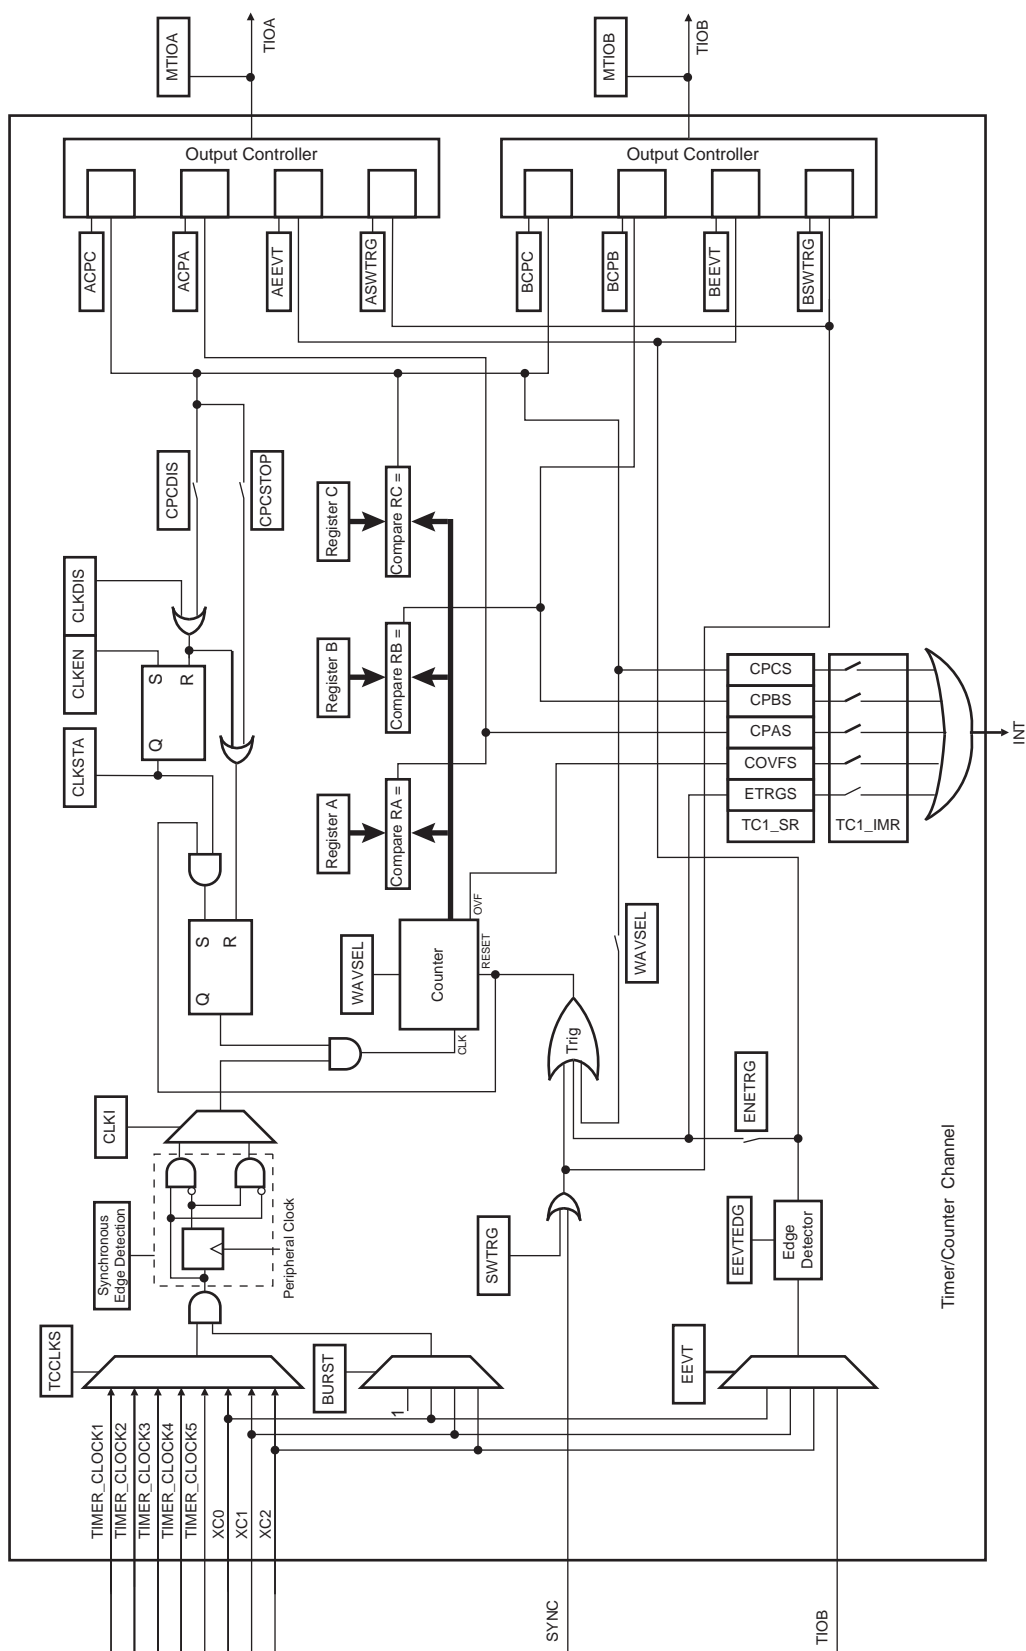 MTIOA
TIOA
MTIOB
TIOB
Output Controller
Output Controller
ACPC
ACPA
AEEVT
ASWTRG
BCPC
BCPB
BEEVT
BSWTRG
CPCDIS
CPCSTOP
Register C
Compare RC =
CLKDIS
CLKEN
CLKSTA
S
R
Q
Register B
Compare RB =
Register A
Compare RA =
CPCS
CPBS
CPAS
COVFS
ETRGS
TC1_SR
TC1_IMR
INT
S
R
Q
WAVSEL
Counter
OVF
RESET
CLK
WAVSEL
Trig
CLKI
ENETRG
Synchronous
Edge Detection
Peripheral Clock
SWTRG
EEVTEDG
Edge
Detector
Timer/Counter Channel
TCCLKS
BURST
1
EEVT
TIMER_CLOCK1
TIMER_CLOCK2
TIMER_CLOCK3
TIMER_CLOCK4
TIMER_CLOCK5
XC0
XC1
XC2
SYNC
TIOB